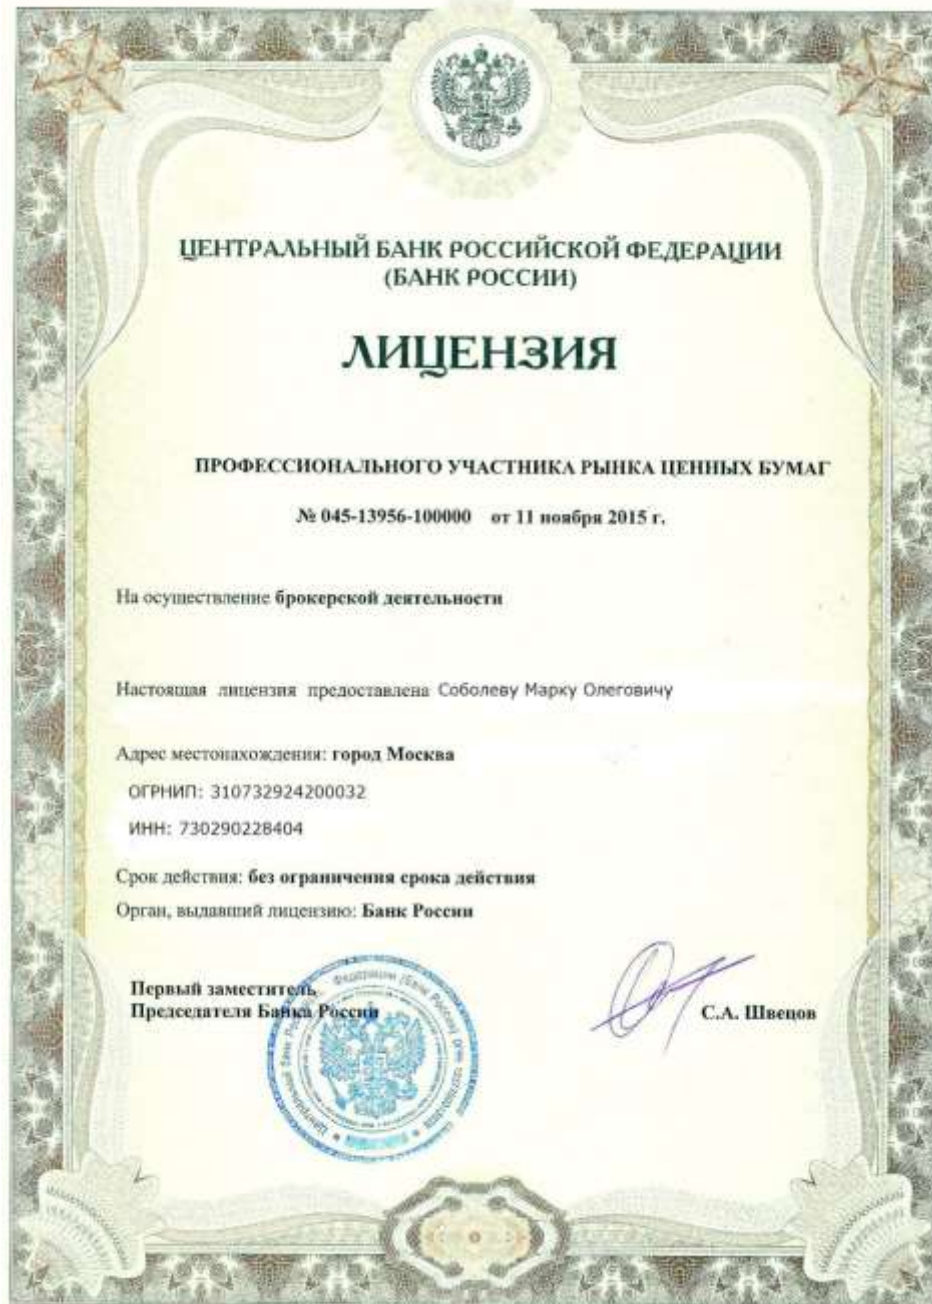 ЦЕНТРАЛЬНЫЙ БАНК РОССИЙСКОЙ ФЕДЕРАЦИИ
(БАНК РОССИИ)
ЛИЦЕНЗИЯ
ПРОФЕССИОНАЛЬНОГО УЧАСТНИКА РЫНКА ЦЕННЫХ БУМАГ
№ 045-13956-100000 от 11 ноября 2015 г.
На осуществление брокерской деятельности
Настоящая лицензия предоставлена Соболеву Марку Олеговичу
Адрес местонахождения: город Москва
ОГРНИП: 310732924200032
ИНН: 730290228404
Срок действия: без ограничения срока действия
Орган, выдавший лицензию: Банк России
Первый заместитель
Председателя Банка России
С.А. Швецов